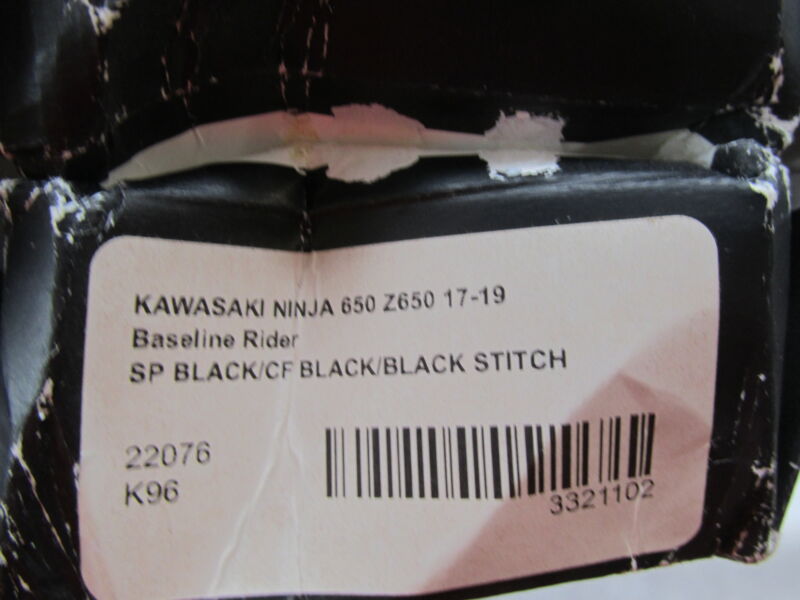 KAWASAKI NINJA 650 Z650 17-19
Baseline Rider
SP BLACK/CF BLACK/BLACK STITCH
22076
K96
3321102